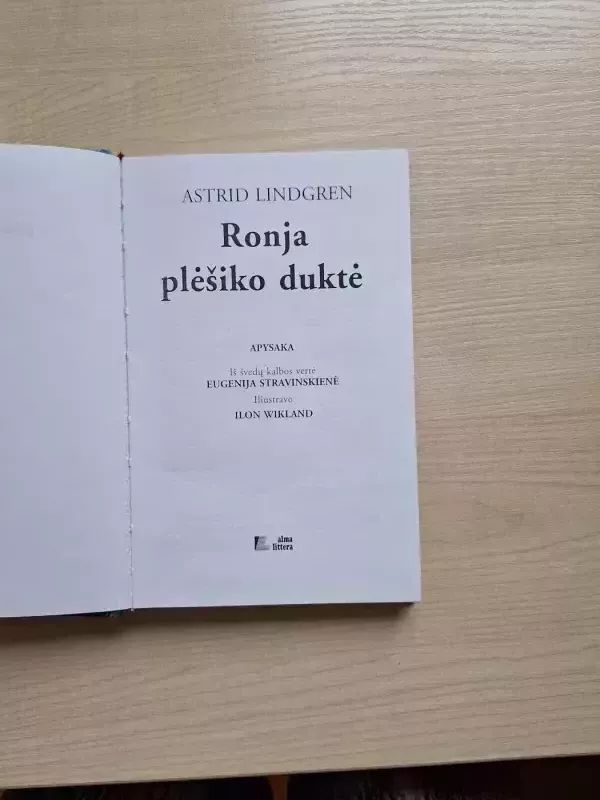 ASTRID LINDGREN
Ronja
plėšiko duktė
APYSAKA
Iš švedų kalbos vertė
EUGENIJA STRAVINSKIENĖ
Iliustravo
ILON WIKLAND
alma
littera